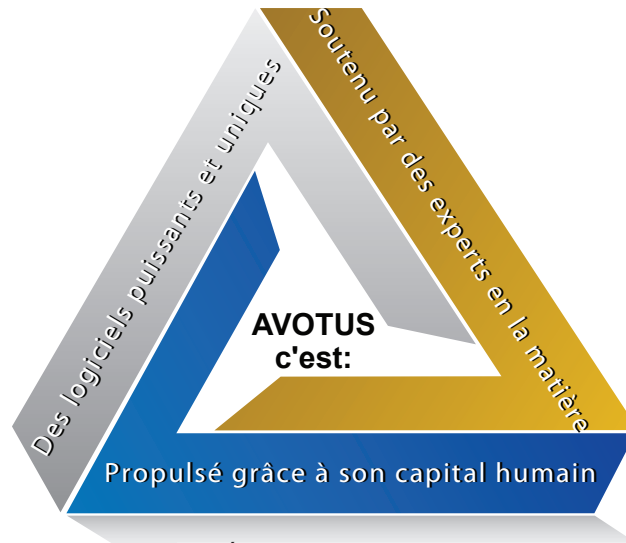 Des logiciels puissants et uniques
Soutenu par des experts en la matière
AVOTUS
c'est:
Propulsé grâce à son capital humain